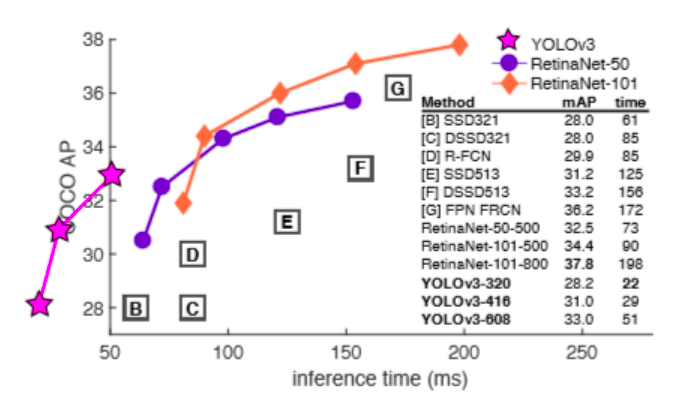 38
36
34
32
30
28
COCO AP
50
100
150
200
250
inference time (ms)
B
C
D
E
F
G
YOLOv3
RetinaNet-50
RetinaNet-101
Method mAP time
[B] SSD321 28.0 61
[C] DSSD321 28.0 85
[D] R-FCN 29.9 85
[E] SSD513 31.2 125
[F] DSSD513 33.2 156
[G] FPN FRCN 36.2 172
RetinaNet-50-500 32.5 73
RetinaNet-101-500 34.4 90
RetinaNet-101-800 37.8 198
YOLOv3-320 28.2 22
YOLOv3-416 31.0 29
YOLOv3-608 33.0 51